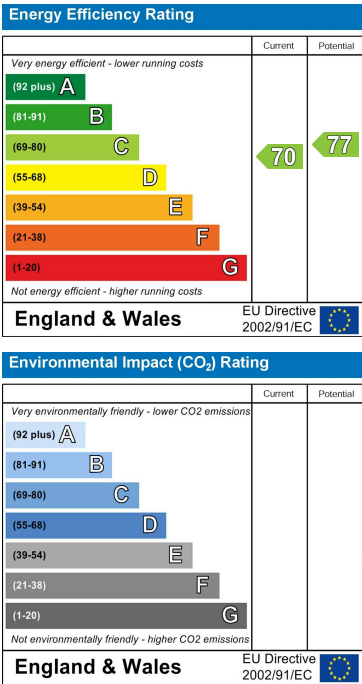 Energy Efficiency Rating
Current Potential
Very energy efficient - lower running costs
(92 plus) A
(81-91) B
(69-80) C
70 77
(55-68) D
(39-54) E
(21-38) F
(1-20) G
Not energy efficient - higher running costs
England & Wales
EU Directive
2002/91/EC
Environmental Impact (CO₂) Rating
Current Potential
Very environmentally friendly - lower CO2 emissions
(92 plus) A
(81-91) B
(69-80) C
(55-68) D
(39-54) E
(21-38) F
(1-20) G
Not environmentally friendly - higher CO2 emissions
England & Wales
EU Directive
2002/91/EC